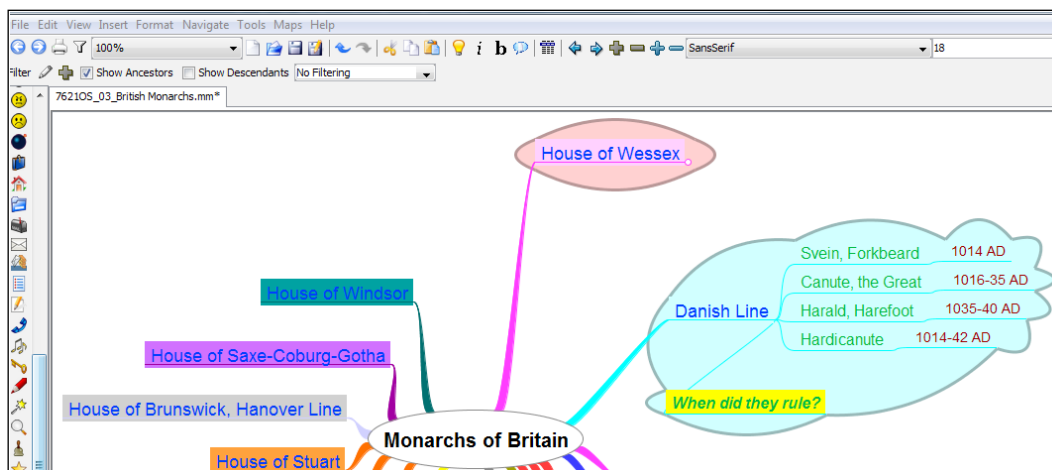 File Edit View Insert Format Navigate Tools Maps Help
100%
i b
SansSerif
18
ilter Show Ancestors Show Descendants No Filtering
7621OS_03_British Monarchs.mm*
House of Wessex
Svein, Forkbeard 1014 AD
Canute, the Great 1016-35 AD
House of Windsor
Danish Line
Harald, Harefoot 1035-40 AD
Hardicanute 1014-42 AD
House of Saxe-Coburg-Gotha
When did they rule?
House of Brunswick, Hanover Line
Monarchs of Britain
House of Stuart